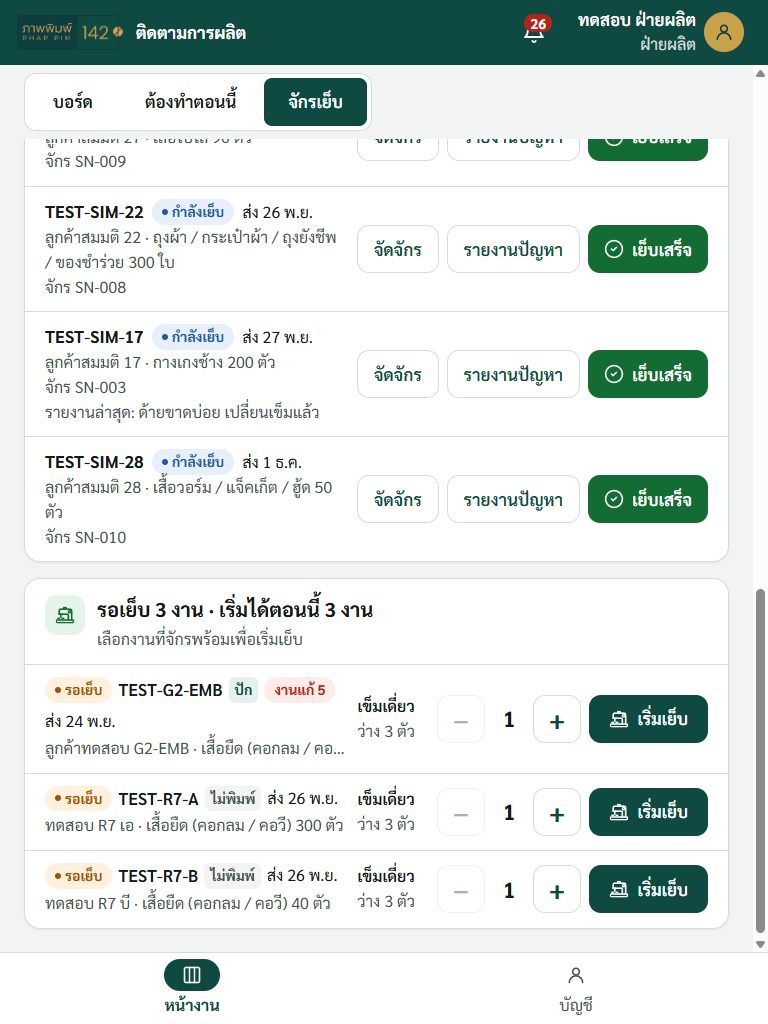 ภาพพิมพ์
PHAP PIM
142
ติดตามการผลิต
26
ทดสอบ ฝ่ายผลิต
ฝ่ายผลิต
บอร์ด
ต้องทำตอนนี้
จักรเย็บ
จักร SN-009
TEST-SIM-22 กำลังเย็บ ส่ง 26 พ.ย.
ลูกค้าสมมติ 22 · ถุงผ้า / กระเป๋าผ้า / ถุงยังชีพ
/ ของชำร่วย 300 ใบ
จักร SN-008
จัดจักร
รายงานปัญหา
เย็บเสร็จ
TEST-SIM-17 กำลังเย็บ ส่ง 27 พ.ย.
ลูกค้าสมมติ 17 · กางเกงช้าง 200 ตัว
จักร SN-003
รายงานล่าสุด: ด้ายขาดบ่อย เปลี่ยนเข็มแล้ว
จัดจักร
รายงานปัญหา
เย็บเสร็จ
TEST-SIM-28 กำลังเย็บ ส่ง 1 ธ.ค.
ลูกค้าสมมติ 28 · เสื้อวอร์ม / แจ็คเก็ต / ฮู้ด 50
ตัว
จักร SN-010
จัดจักร
รายงานปัญหา
เย็บเสร็จ
รอเย็บ 3 งาน · เริ่มได้ตอนนี้ 3 งาน
เลือกงานที่จักรพร้อมเพื่อเริ่มเย็บ
รอเย็บ TEST-G2-EMB ปัก งานแก้ 5
ส่ง 24 พ.ย.
ลูกค้าทดสอบ G2-EMB · เสื้อยืด (คอกลม / คอ...
เข็มเดี่ยว
ว่าง 3 ตัว
− 1 +
เริ่มเย็บ
รอเย็บ TEST-R7-A ไม่พิมพ์ ส่ง 26 พ.ย.
ทดสอบ R7 เอ · เสื้อยืด (คอกลม / คอวี) 300 ตัว
เข็มเดี่ยว
ว่าง 3 ตัว
− 1 +
เริ่มเย็บ
รอเย็บ TEST-R7-B ไม่พิมพ์ ส่ง 26 พ.ย.
ทดสอบ R7 บี · เสื้อยืด (คอกลม / คอวี) 40 ตัว
เข็มเดี่ยว
ว่าง 3 ตัว
− 1 +
เริ่มเย็บ
หน้างาน
บัญชี